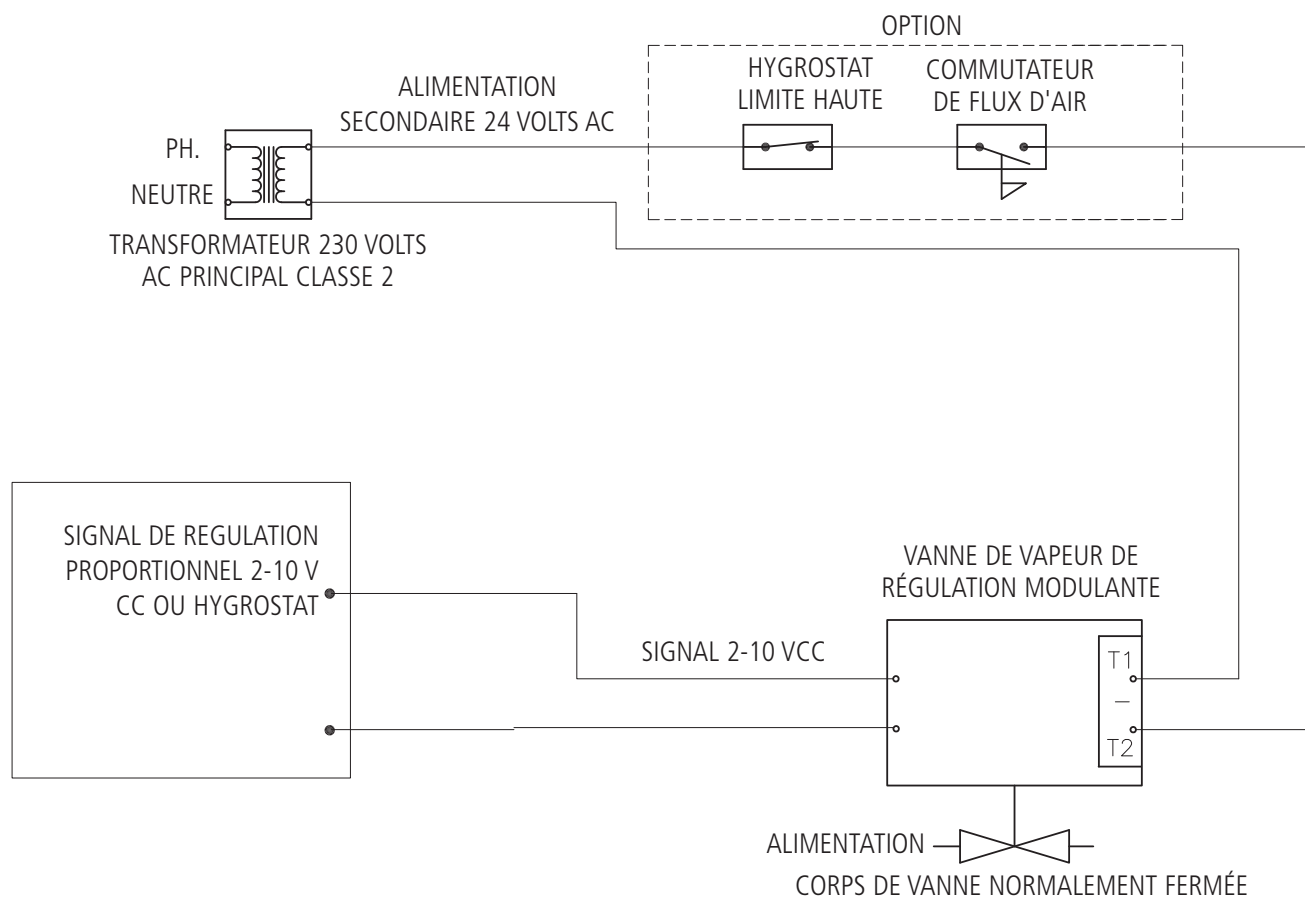 OPTION
HYGROSTAT
LIMITE HAUTE
COMMUTATEUR
DE FLUX D'AIR
ALIMENTATION
SECONDAIRE 24 VOLTS AC
PH.
NEUTRE
TRANSFORMATEUR 230 VOLTS
AC PRINCIPAL CLASSE 2
SIGNAL DE REGULATION
PROPORTIONNEL 2-10 V
CC OU HYGROSTAT
SIGNAL 2-10 VCC
VANNE DE VAPEUR DE
RÉGULATION MODULANTE
T1
–
T2
ALIMENTATION
CORPS DE VANNE NORMALEMENT FERMÉE